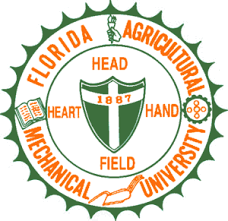 FLORIDA AGRICULTURAL
MECHANICAL UNIVERSITY
HEAD
1887
HEART HAND
FIELD